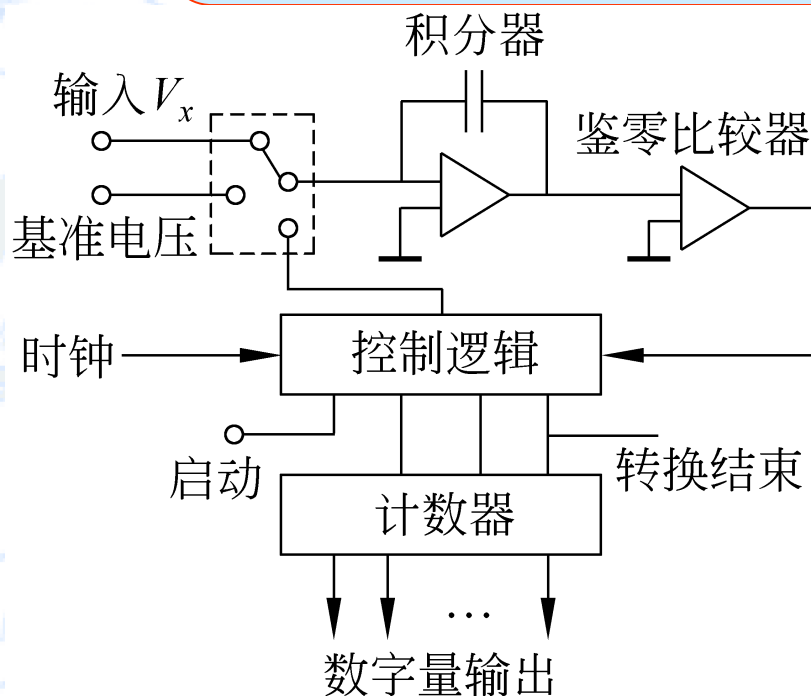 积分器
输入Vx
鉴零比较器
基准电压
时钟
控制逻辑
启动
转换结束
计数器
…
数字量输出